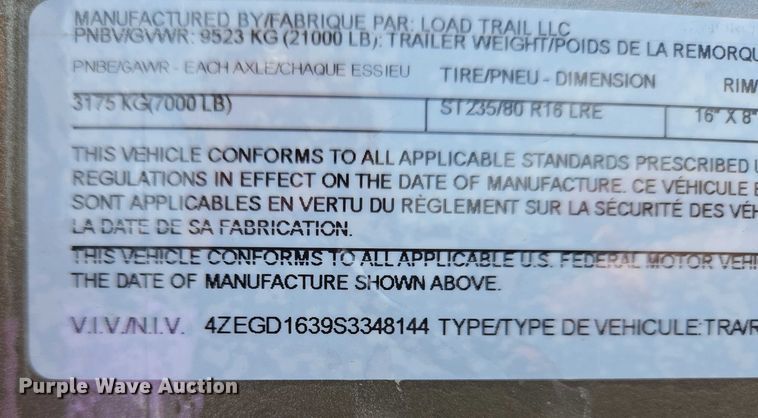 MANUFACTURED BY/FABRIQUE PAR: LOAD TRAIL LLC
PNBV/GVWR: 9523 KG (21000 LB); TRAILER WEIGHT/POIDS DE LA REMORQU
PNBE/GAWR - EACH AXLE/CHAQUE ESSIEU TIRE/PNEU - DIMENSION RIM/
3175 KG(7000 LB) ST235/80 R16 LRE 16" X 8"
THIS VEHICLE CONFORMS TO ALL APPLICABLE STANDARDS PRESCRIBED U
REGULATIONS IN EFFECT ON THE DATE OF MANUFACTURE. CE VÉHICULE E
SONT APPLICABLES EN VERTU DU RÈGLEMENT SUR LA SÉCURITÉ DES VÉH
LA DATE DE SA FABRICATION.
THIS VEHICLE CONFORMS TO ALL APPLICABLE U.S. FEDERAL MOTOR VEHI
THE DATE OF MANUFACTURE SHOWN ABOVE.
V.I.V./N.I.V. 4ZEGD1639S3348144 TYPE/TYPE DE VEHICULE:TRA/R
Purple Wave Auction